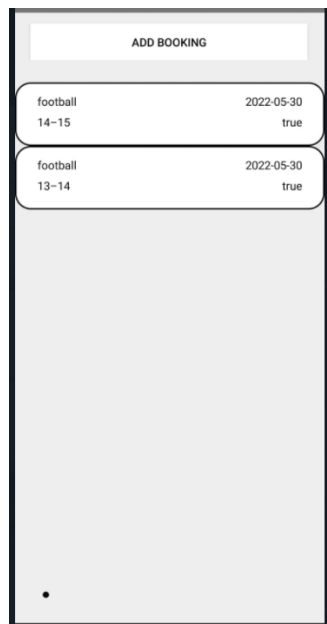 ADD BOOKING
football 2022-05-30
14–15 true
football 2022-05-30
13–14 true